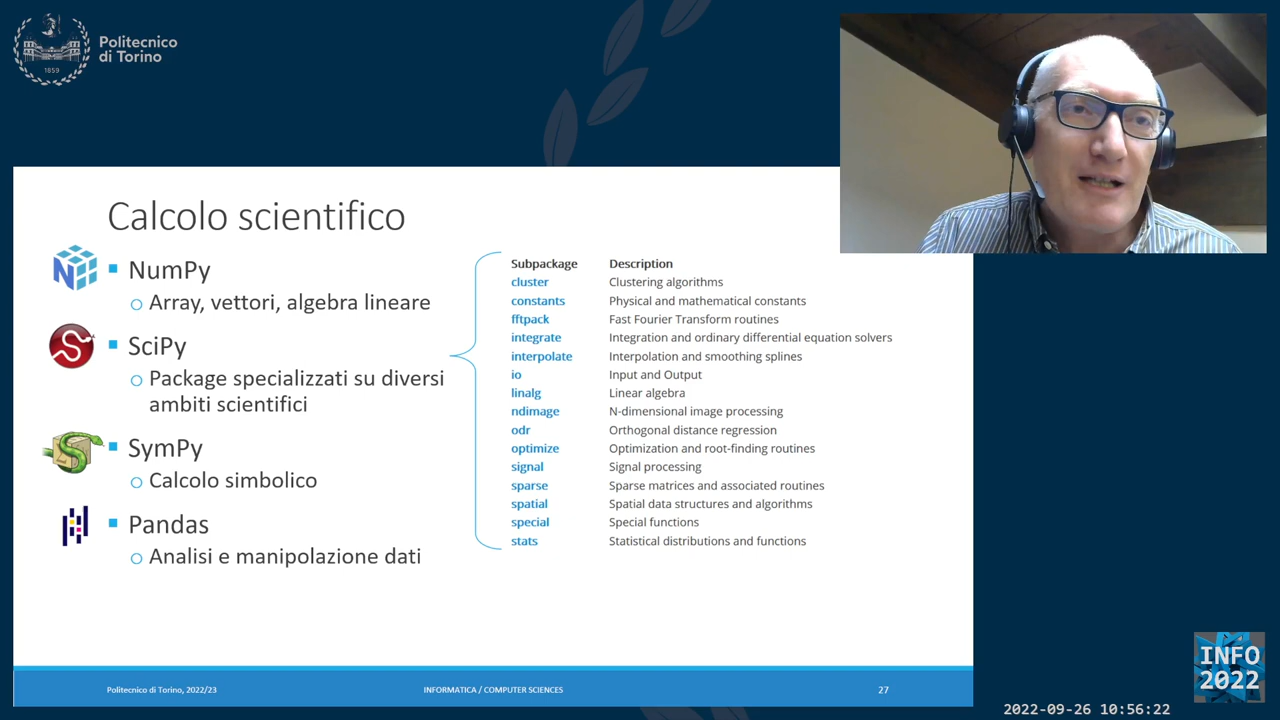 Politecnico
di Torino
1859
Calcolo scientifico
NumPy
Array, vettori, algebra lineare
SciPy
Package specializzati su diversi
ambiti scientifici
SymPy
Calcolo simbolico
Pandas
Analisi e manipolazione dati
Subpackage Description
cluster Clustering algorithms
constants Physical and mathematical constants
fftpack Fast Fourier Transform routines
integrate Integration and ordinary differential equation solvers
interpolate Interpolation and smoothing splines
io Input and Output
linalg Linear algebra
ndimage N-dimensional image processing
odr Orthogonal distance regression
optimize Optimization and root-finding routines
signal Signal processing
sparse Sparse matrices and associated routines
spatial Spatial data structures and algorithms
special Special functions
stats Statistical distributions and functions
Politecnico di Torino, 2022/23 INFORMATICA / COMPUTER SCIENCES 27
INFO
2022
2022-09-26 10:56:22